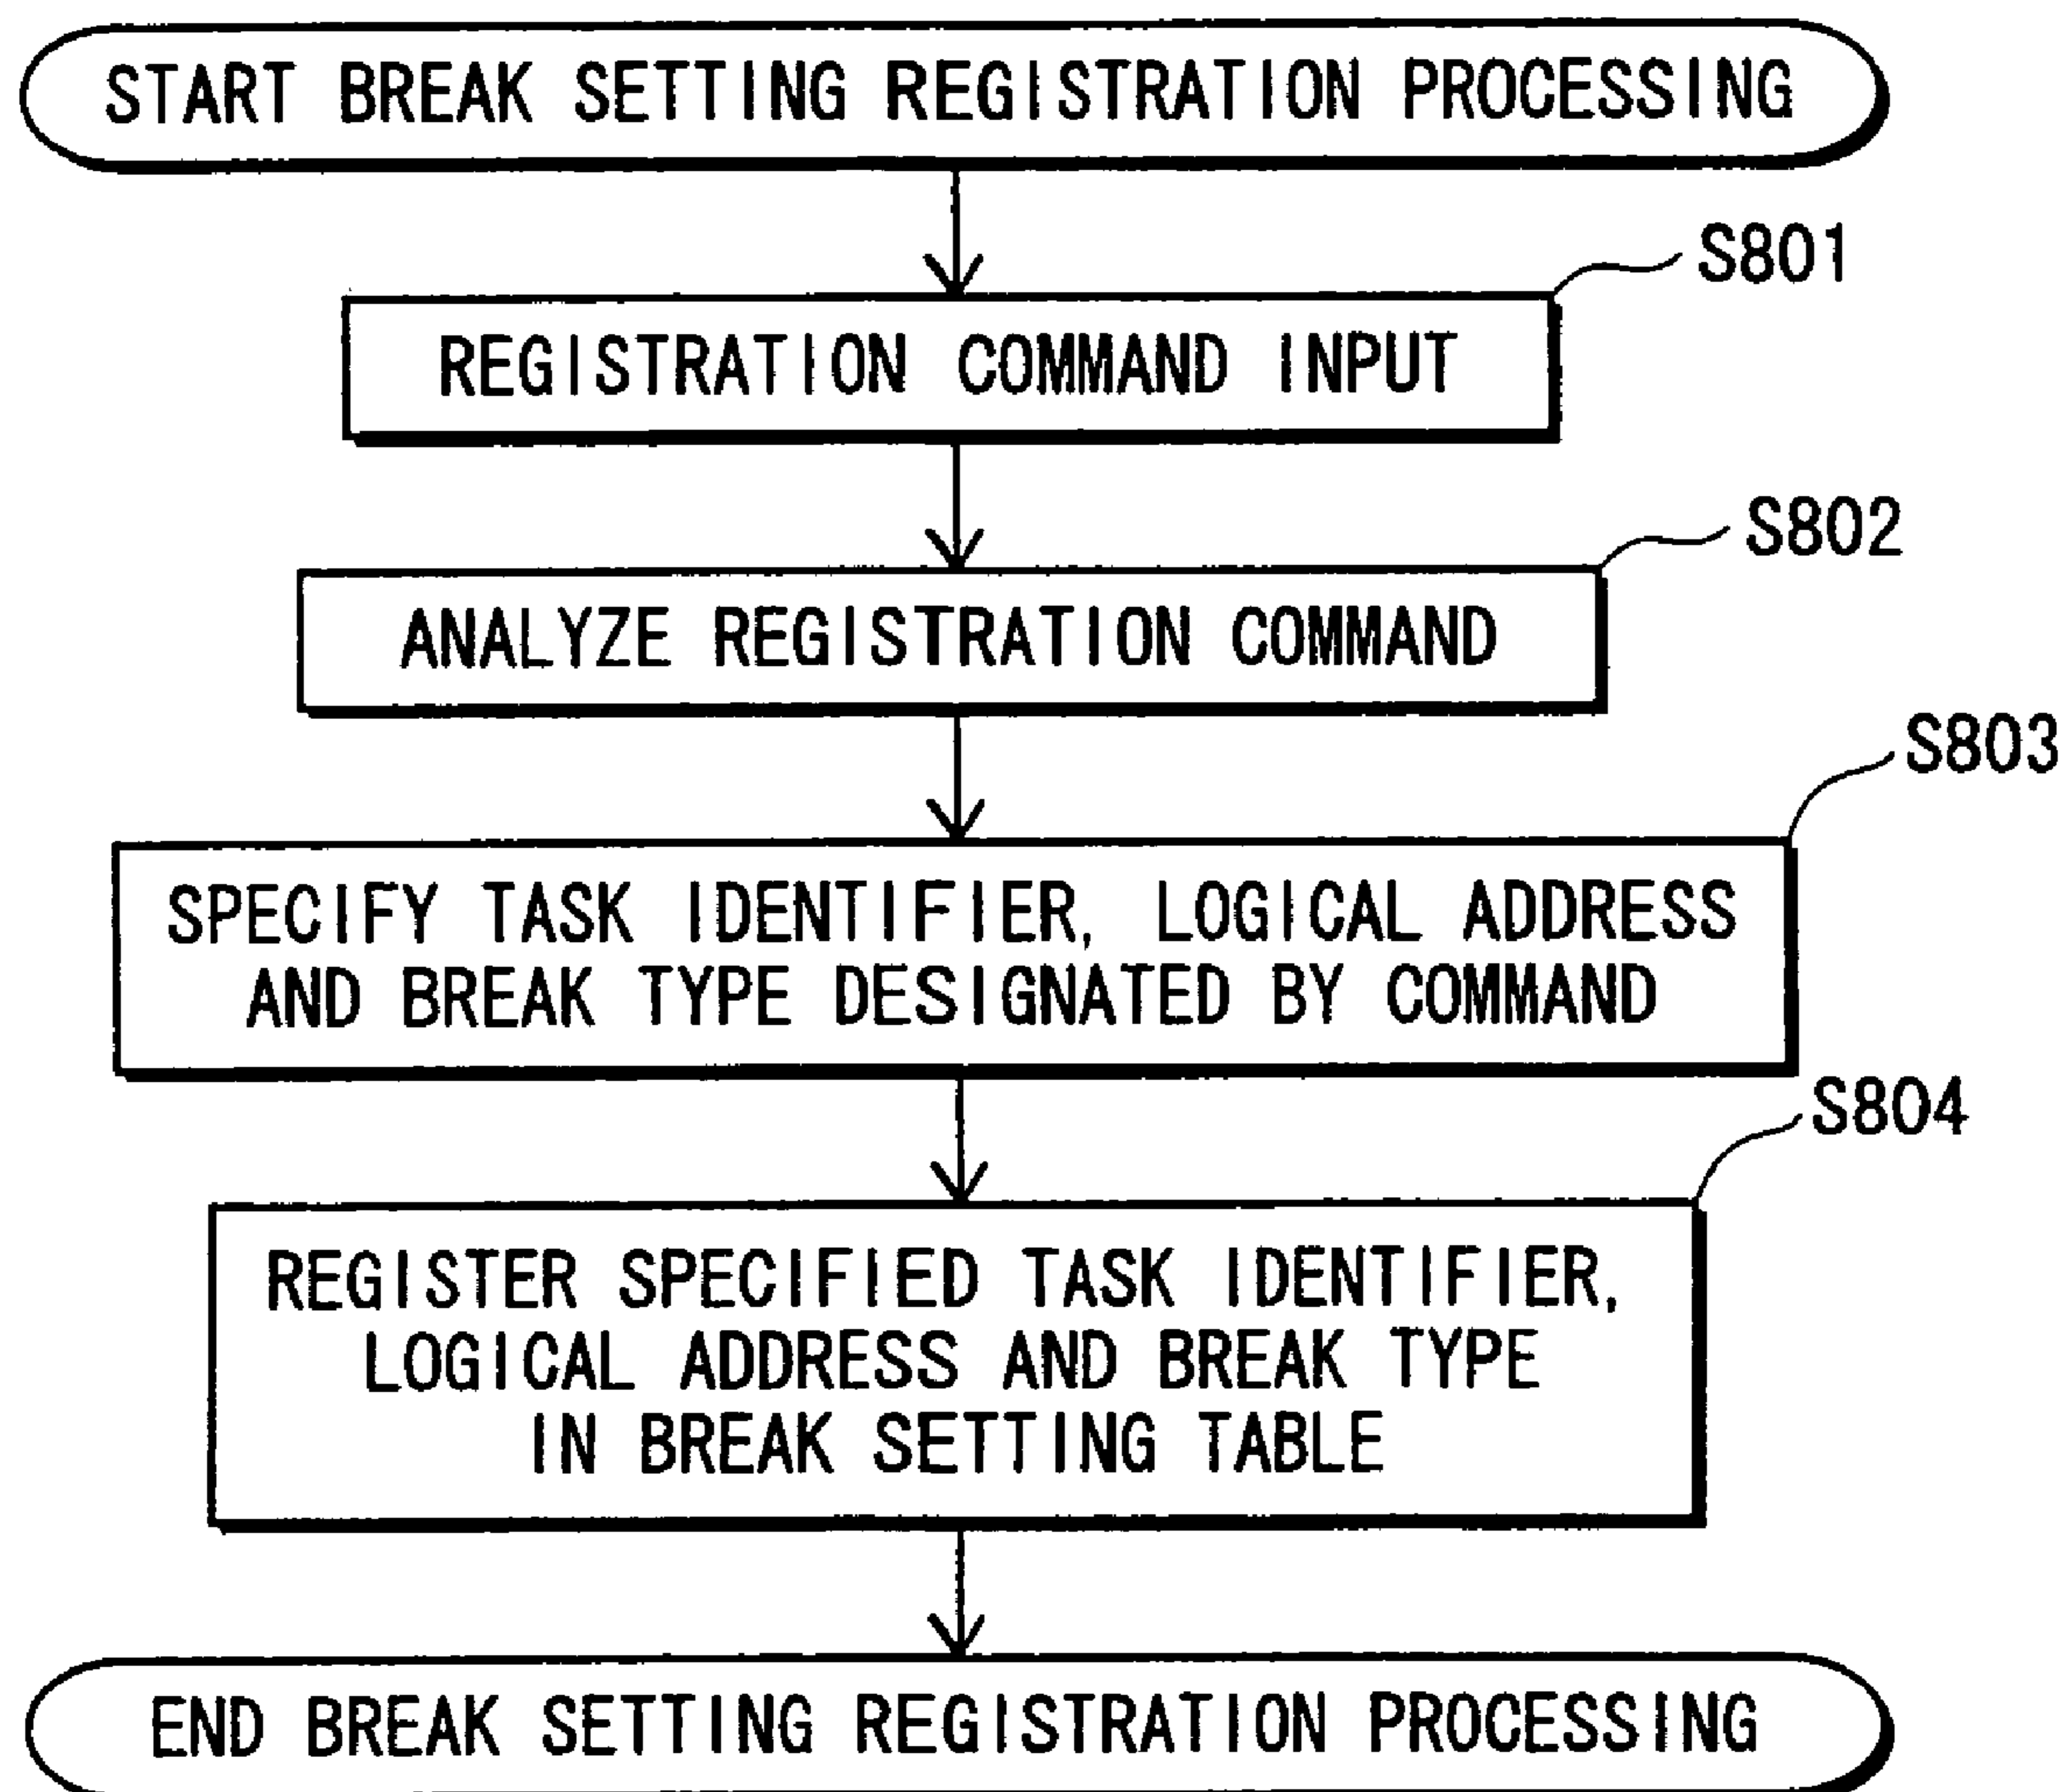 START BREAK SETTING REGISTRATION PROCESSING
S801
REGISTRATION COMMAND INPUT
S802
ANALYZE REGISTRATION COMMAND
S803
SPECIFY TASK IDENTIFIER, LOGICAL ADDRESS
AND BREAK TYPE DESIGNATED BY COMMAND
S804
REGISTER SPECIFIED TASK IDENTIFIER,
LOGICAL ADDRESS AND BREAK TYPE
IN BREAK SETTING TABLE
END BREAK SETTING REGISTRATION PROCESSING